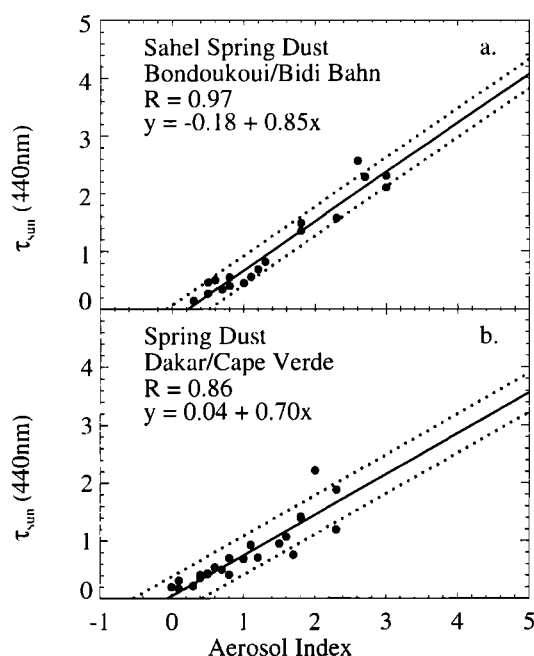 5
Sahel Spring Dust a.
Bondoukoui/Bidi Bahn
R = 0.97
y = -0.18 + 0.85x
4
3
2
1
0
τsun (440nm)
Spring Dust b.
Dakar/Cape Verde
R = 0.86
y = 0.04 + 0.70x
4
3
2
1
0
τsun (440nm)
-1 0 1 2 3 4 5
Aerosol Index